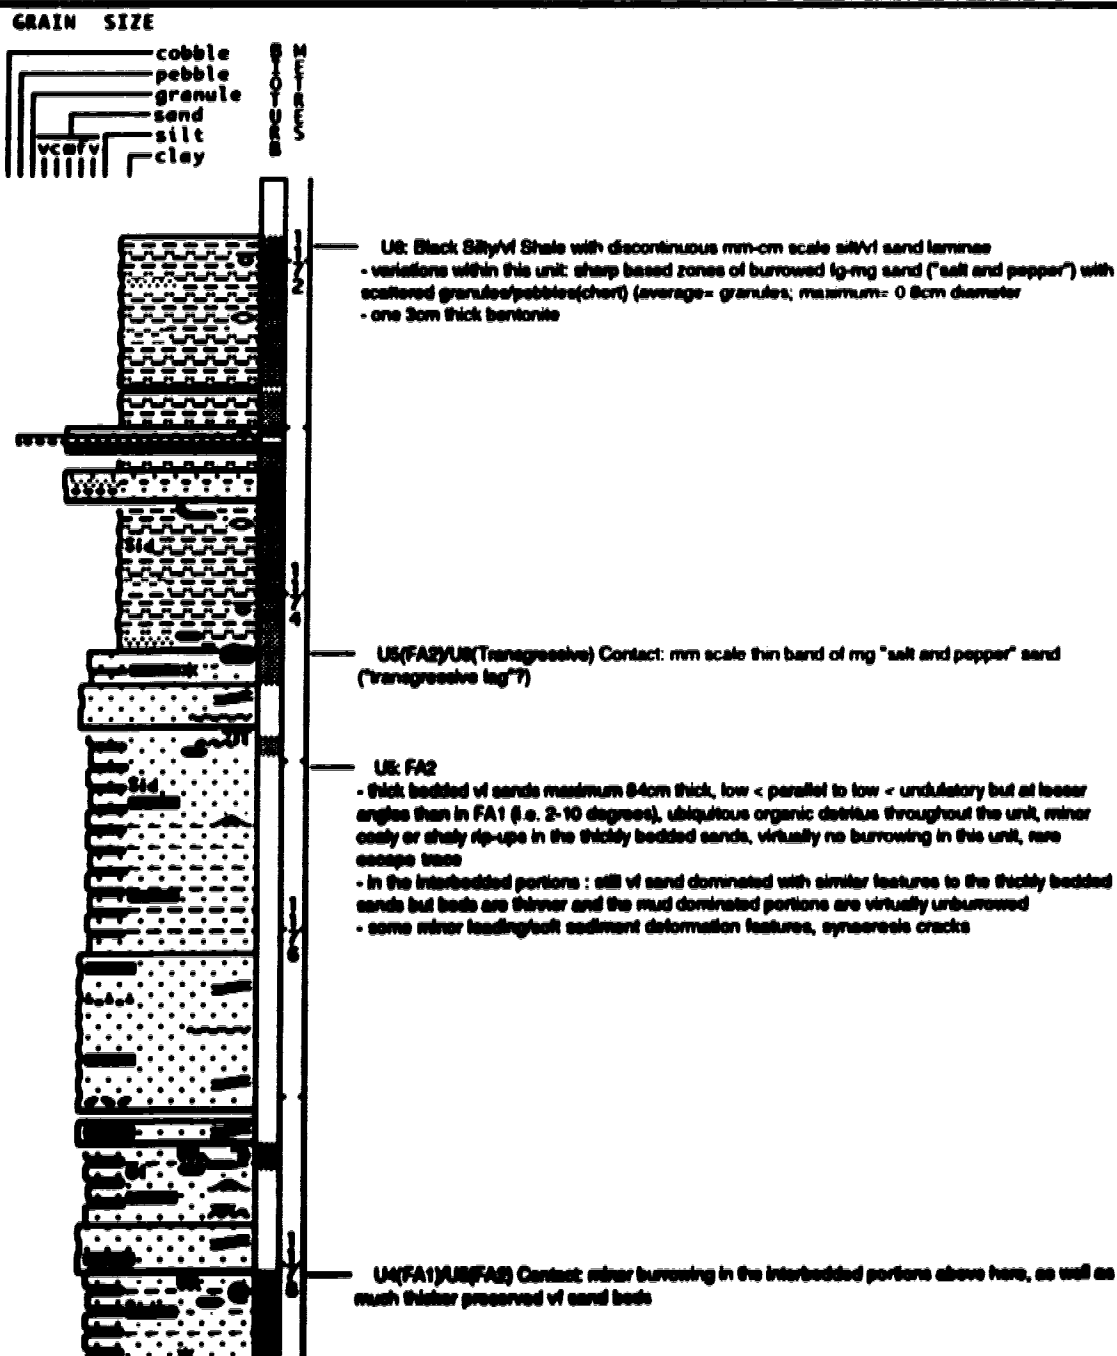 GRAIN SIZE
cobble
pebble
granule
sand
silt
vcmfv
clay
BIOTURB
METRES
1172
U6: Black Silty/vf Shale with discontinuous mm-cm scale silt/vf sand laminae
- variations within this unit: sharp based zones of burrowed fg-mg sand ("salt and pepper") with
scattered granules/pebbles(chert) (average= granules; maximum= 0 8cm diameter
- one 3cm thick bentonite
Sid
1174
U5(FA2)/U6(Transgressive) Contact: mm scale thin band of mg "salt and pepper" sand
("transgressive lag"?)
U5: FA2
- thick bedded vf sands maximum 84cm thick, low < parallel to low < undulatory but at lesser
angles than in FA1 (i.e. 2-10 degrees), ubiquitous organic detritus throughout the unit, minor
coaly or shaly rip-ups in the thickly bedded sands, virtually no burrowing in this unit, rare
escape trace
- in the interbedded portions : still vf sand dominated with similar features to the thickly bedded
sands but beds are thinner and the mud dominated portions are virtually unburrowed
- some minor loading/soft sediment deformation features, synaeresis cracks
Sid
1176
1178
U4(FA1)/U5(FA2) Contact: minor burrowing in the interbedded portions above here, as well as
much thicker preserved vf sand beds